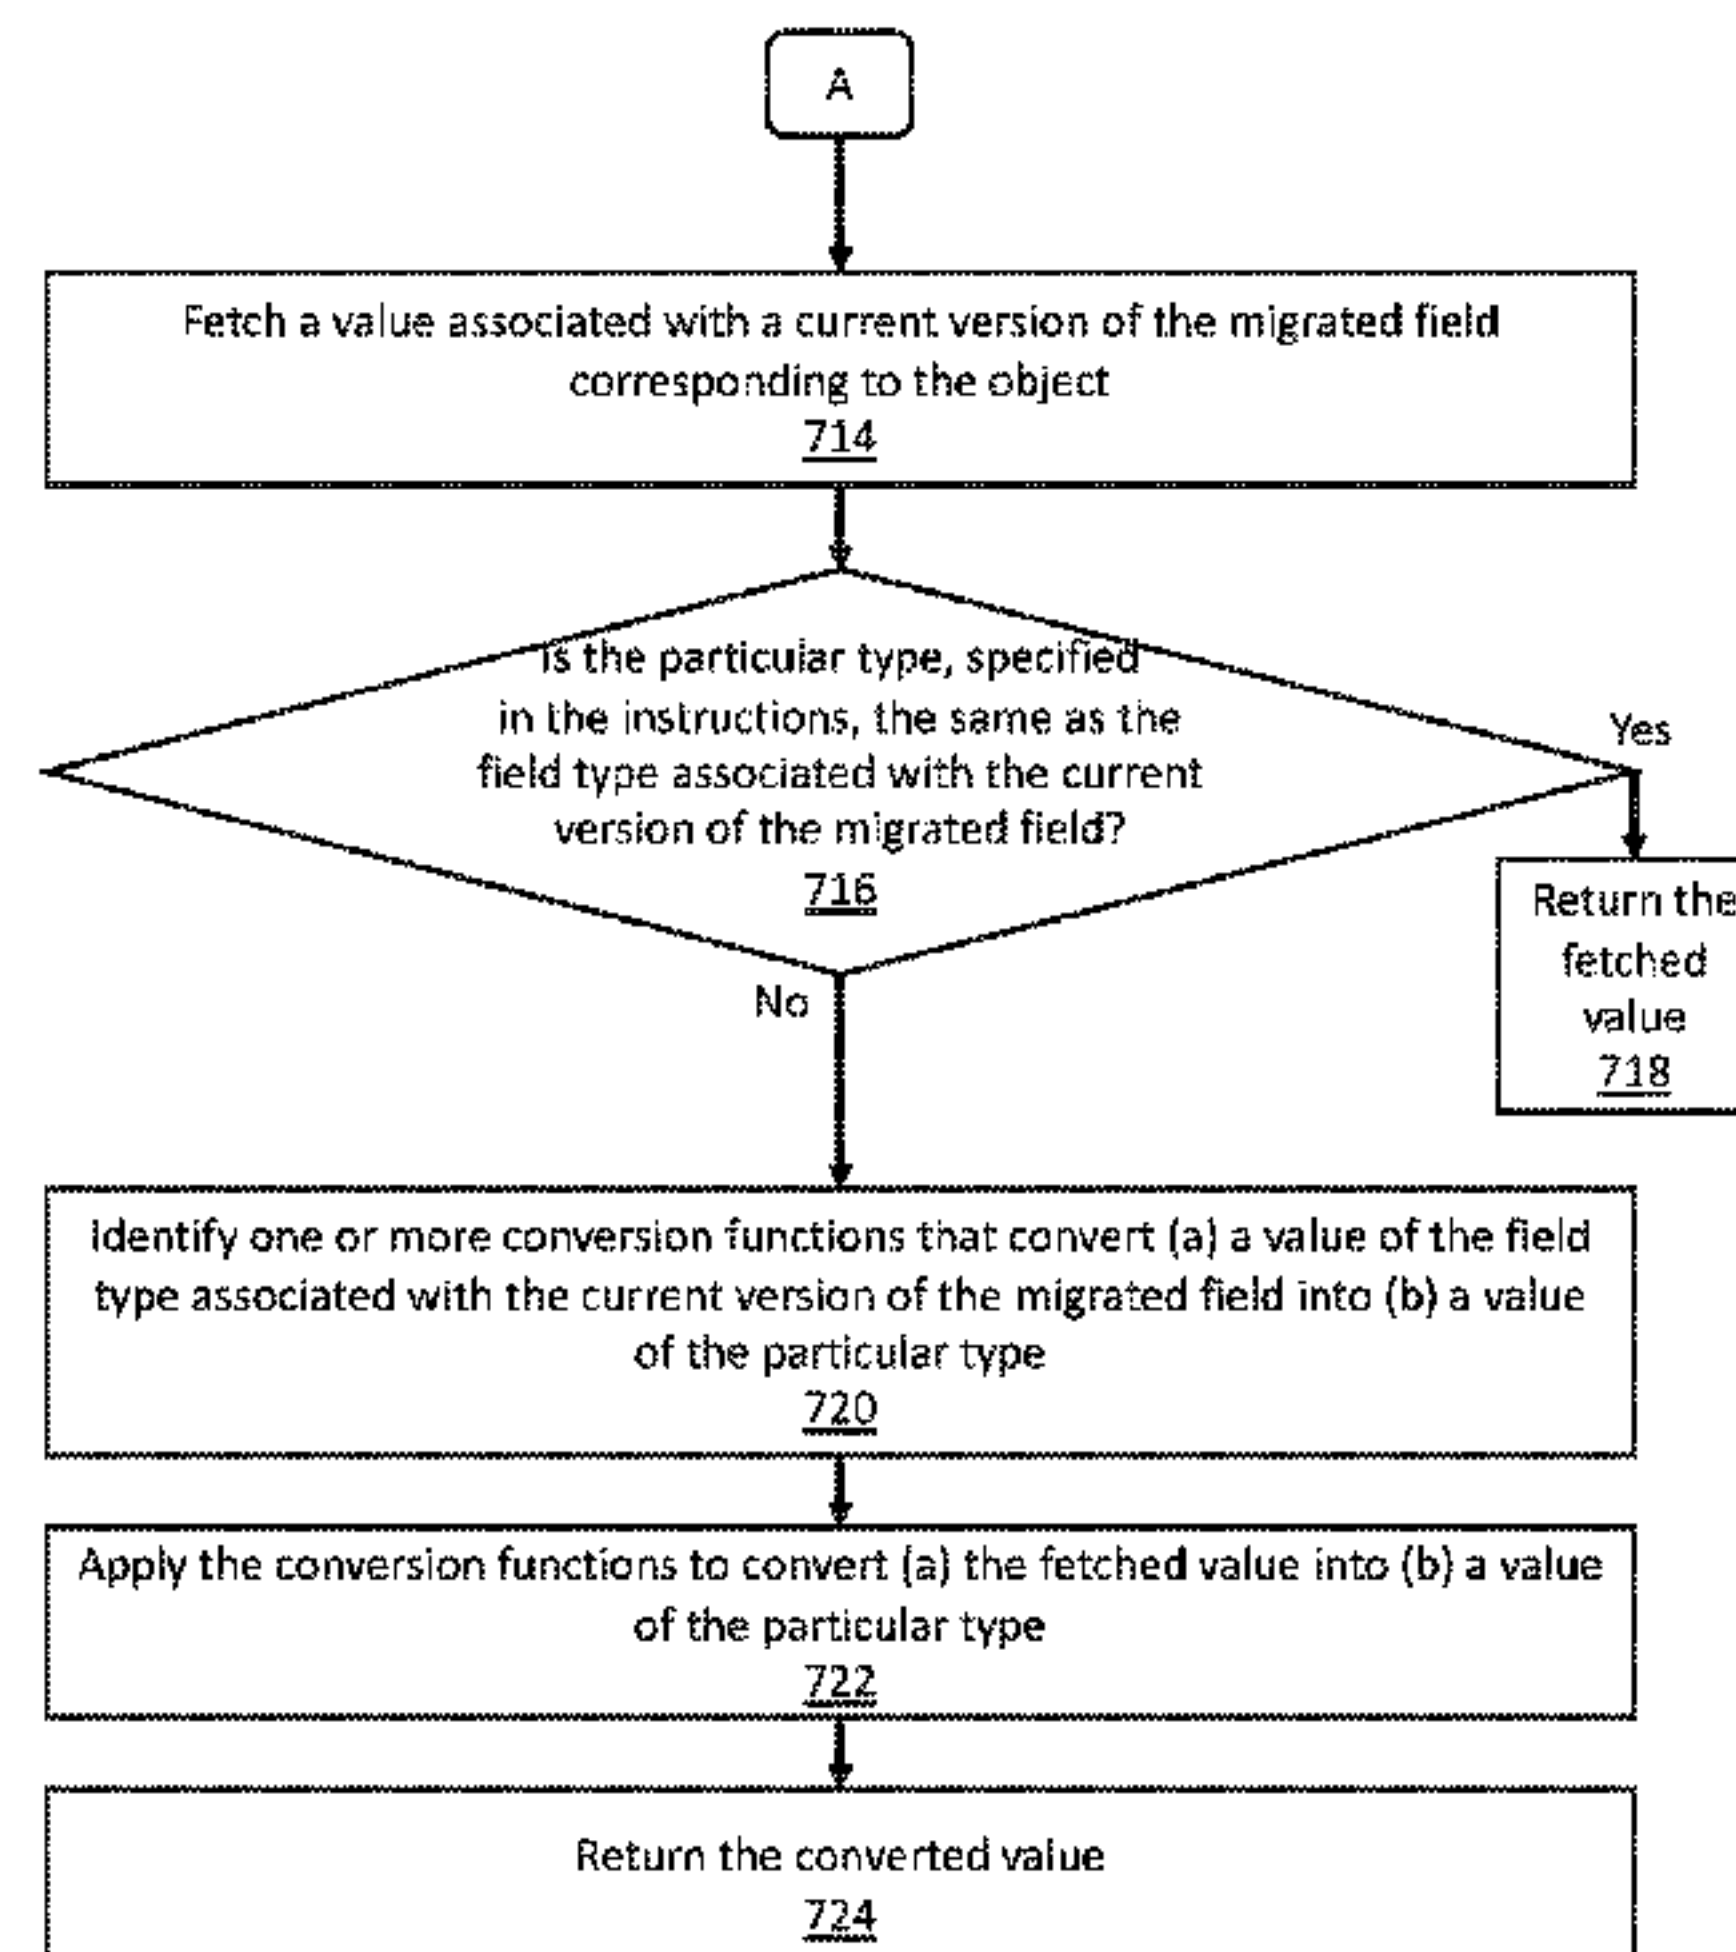 A
Fetch a value associated with a current version of the migrated field
corresponding to the object
714
Is the particular type, specified
in the instructions, the same as the
field type associated with the current
version of the migrated field?
716
Yes
Return the
fetched
value
718
No
Identify one or more conversion functions that convert (a) a value of the field
type associated with the current version of the migrated field into (b) a value
of the particular type
720
Apply the conversion functions to convert (a) the fetched value into (b) a value
of the particular type
722
Return the converted value
724